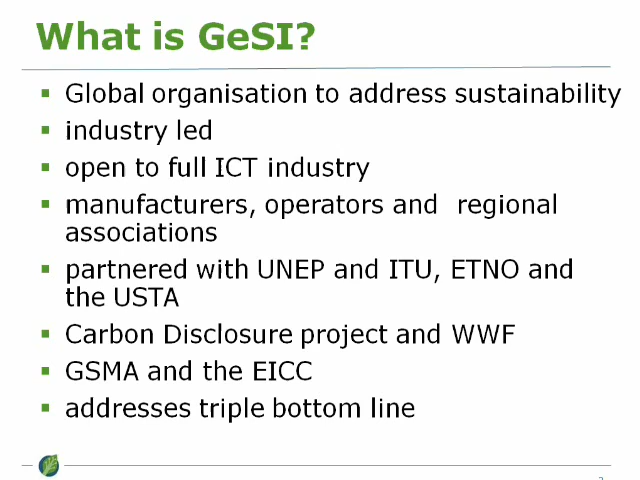 What is GeSI?
▪ Global organisation to address sustainability
▪ industry led
▪ open to full ICT industry
▪ manufacturers, operators and  regional
associations
▪ partnered with UNEP and ITU, ETNO and
the USTA
▪ Carbon Disclosure project and WWF
▪ GSMA and the EICC
▪ addresses triple bottom line